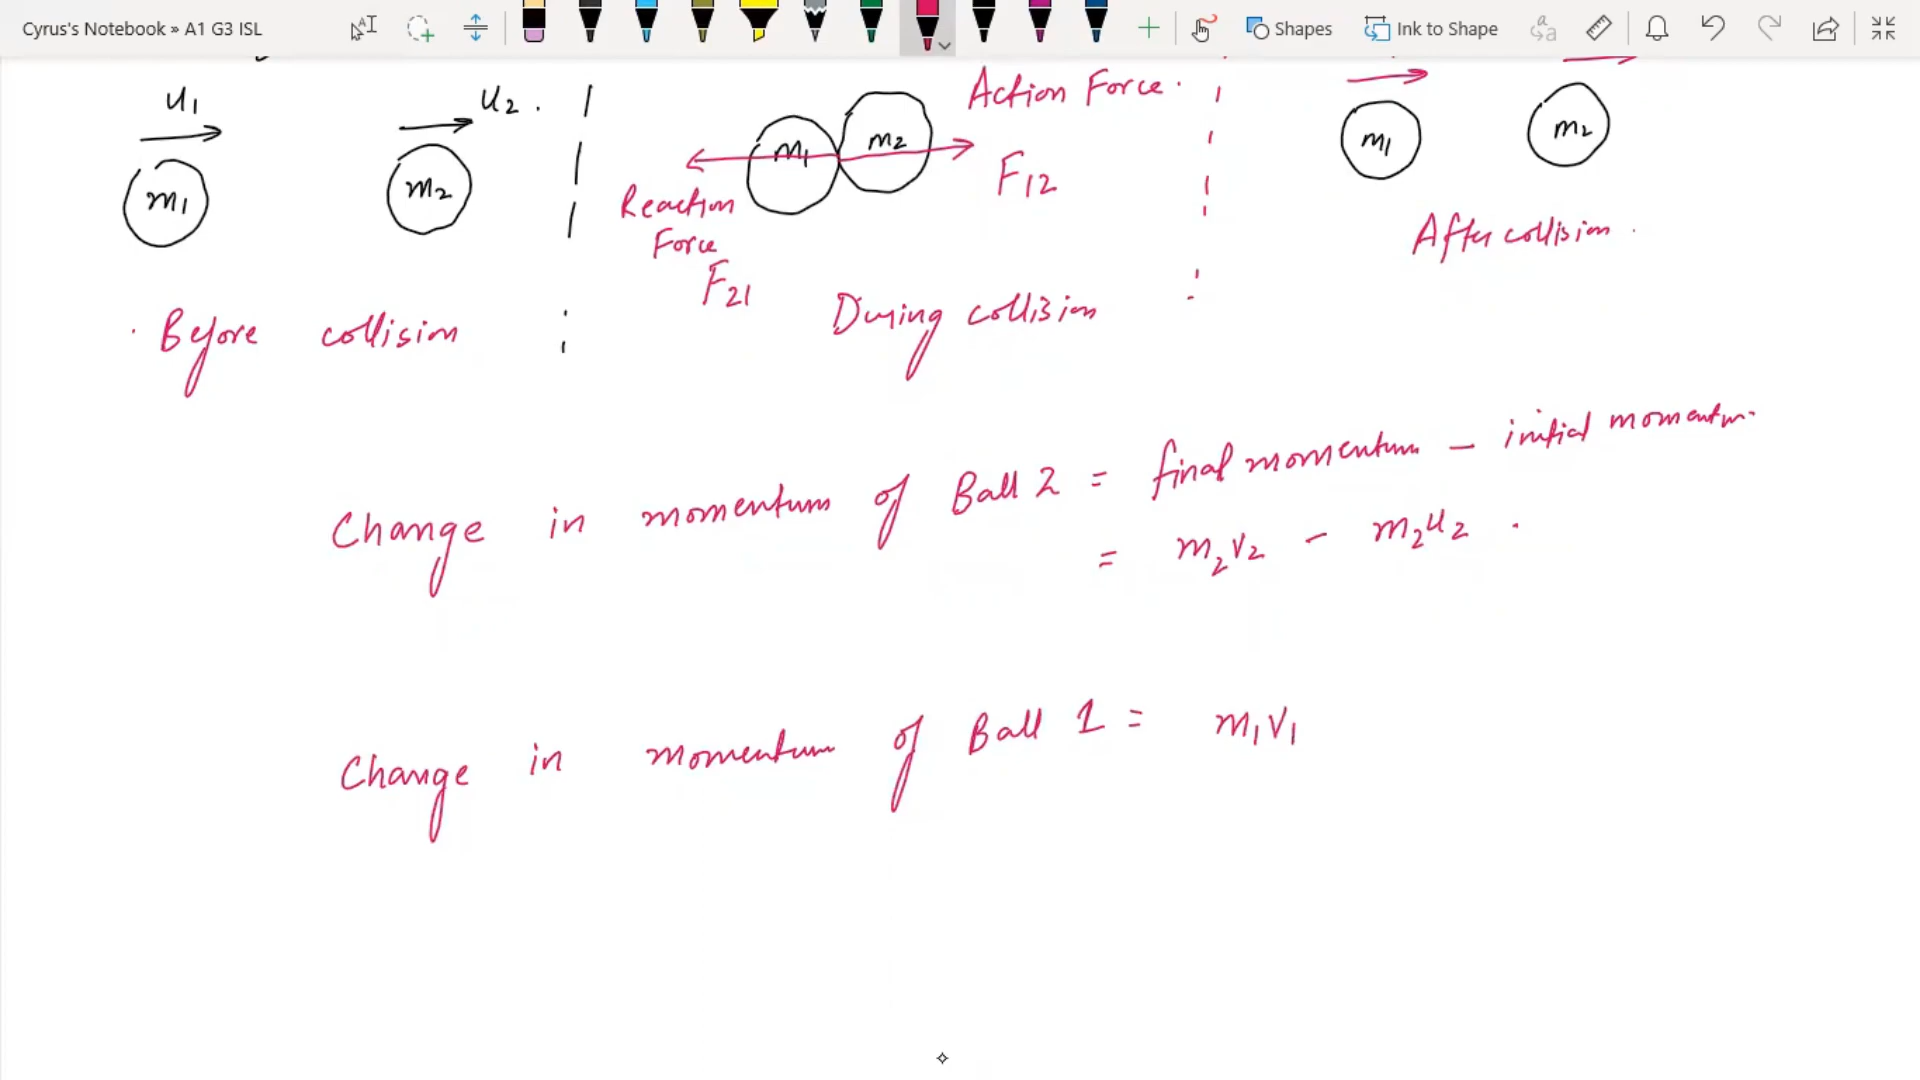 Cyrus's Notebook » A1 G3 ISL
Shapes
Ink to Shape
u1
u2 .
m1
m2
m1
m2
Action Force .
F12
Reaction
Force
F21
m1
m2
After collision .
Before collision
During collision
Change in momentum of Ball 2 = final momentum - initial momentm.
= m2v2 - m2u2 .
Change in momentum of Ball 1 = m1v1